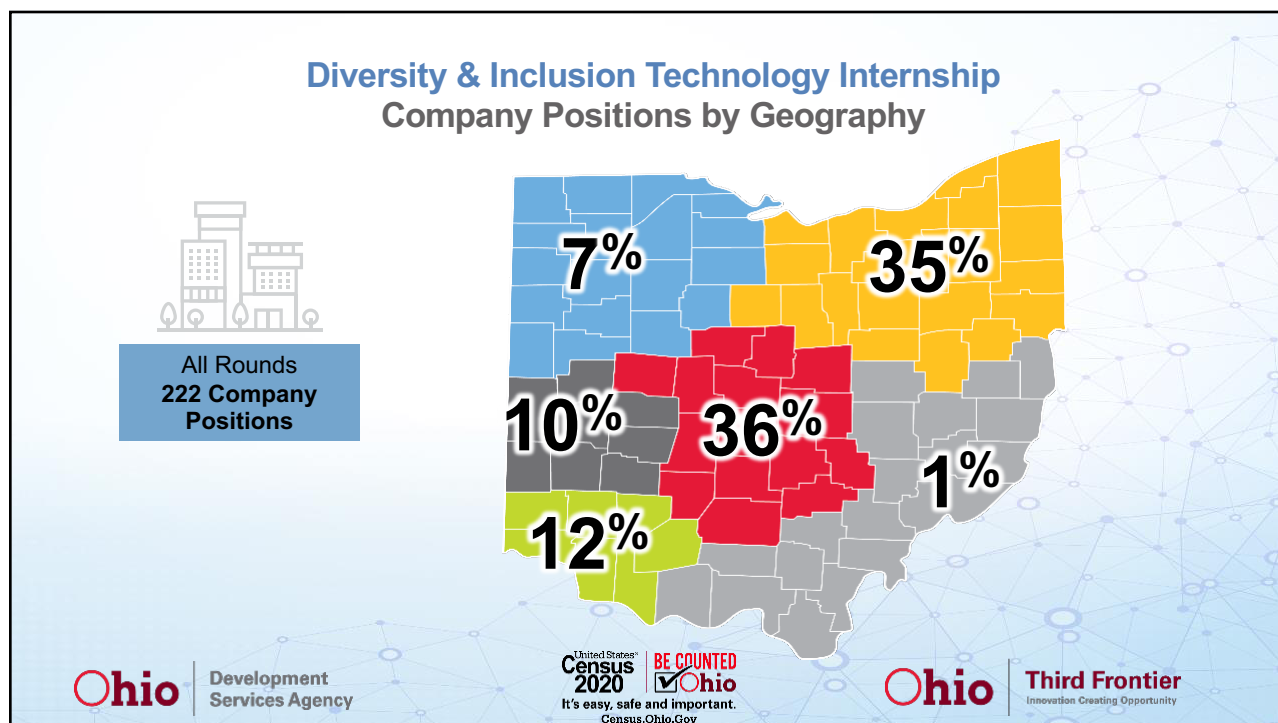 Diversity & Inclusion Technology Internship
Company Positions by Geography
All Rounds
222 Company
Positions
7%
35%
10%
36%
1%
12%
Ohio
Development
Services Agency
United States®
Census
2020
It's easy, safe and important.
Census.Ohio.Gov
BE COUNTED
Ohio
Ohio
Third Frontier
Innovation Creating Opportunity